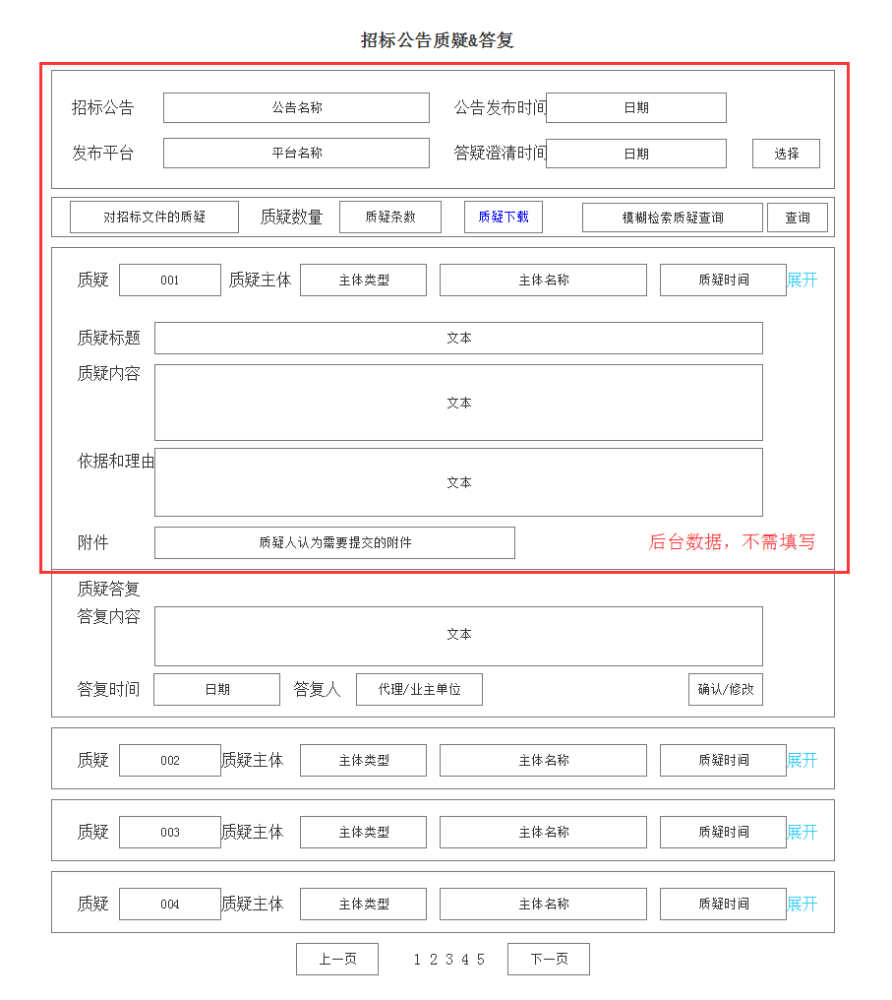 招标公告质疑&答复
招标公告 公告名称 公告发布时间 日期
发布平台 平台名称 答疑澄清时间 日期 选择
对招标文件的质疑 质疑数量 质疑条数 质疑下载 模糊检索质疑查询 查询
质疑 001 质疑主体 主体类型 主体名称 质疑时间 展开
质疑标题 文本
质疑内容 文本
依据和理由 文本
附件 质疑人认为需要提交的附件 后台数据，不需填写
质疑答复
答复内容 文本
答复时间 日期 答复人 代理/业主单位 确认/修改
质疑 002 质疑主体 主体类型 主体名称 质疑时间 展开
质疑 003 质疑主体 主体类型 主体名称 质疑时间 展开
质疑 004 质疑主体 主体类型 主体名称 质疑时间 展开
上一页 1 2 3 4 5 下一页